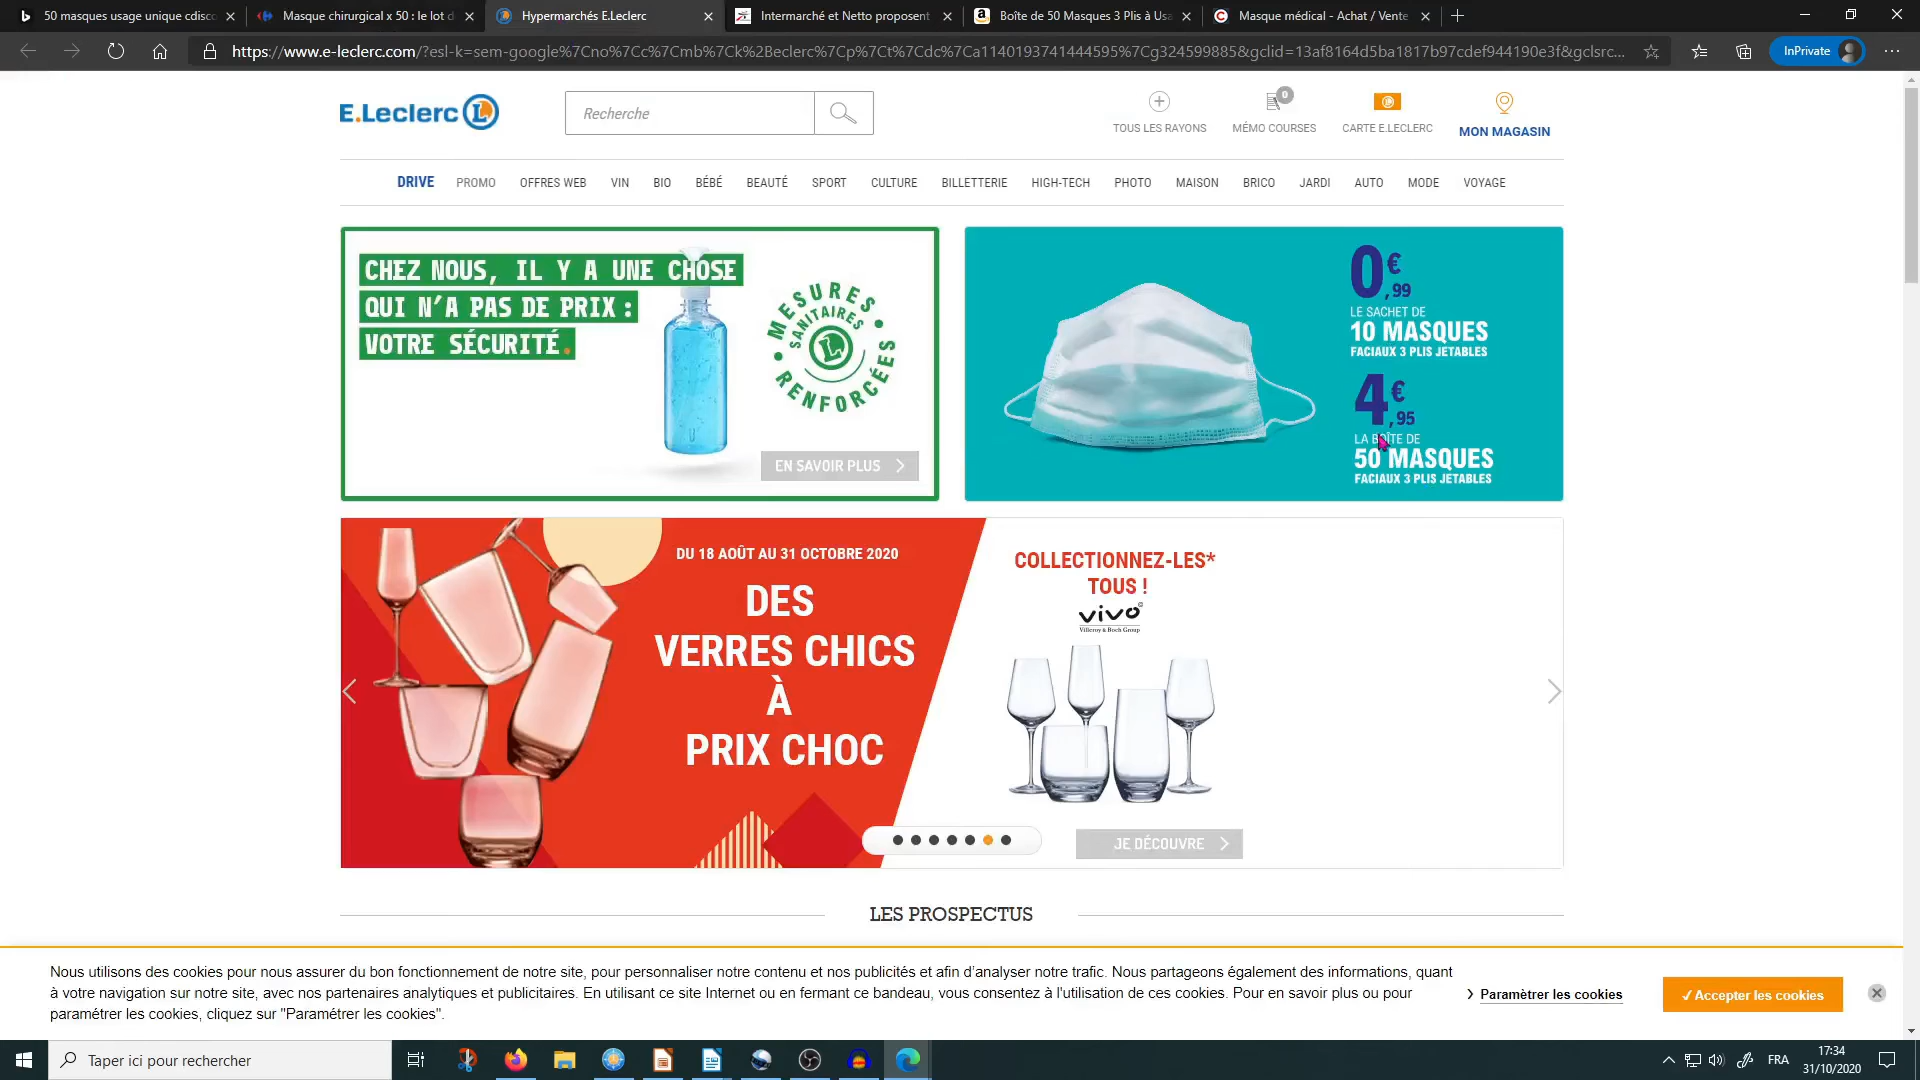 50 masques usage unique cdisco
Masque chirurgical x 50 : le lot d
Hypermarchés E.Leclerc
Intermarché et Netto proposent
Boîte de 50 Masques 3 Plis à Usa
Masque médical - Achat / Vente
https://www.e-leclerc.com/?esl-k=sem-google%7Cno%7Cc%7Cmb%7Ck%2Beclerc%7Cp%7Ct%7Cdc%7Ca1140193741444595%7Cg324599885&gclid=13af8164d5ba1817b97cdef944190e3f&gclsrc...
InPrivate
E.Leclerc L
Recherche
0
TOUS LES RAYONS
MÉMO COURSES
CARTE E.LECLERC
MON MAGASIN
DRIVE PROMO OFFRES WEB VIN BIO BÉBÉ BEAUTÉ SPORT CULTURE BILLETTERIE HIGH-TECH PHOTO MAISON BRICO JARDI AUTO MODE VOYAGE
CHEZ NOUS, IL Y A UNE CHOSE
QUI N'A PAS DE PRIX :
VOTRE SÉCURITÉ.
MESURES
SANITAIRES
RENFORCÉES
EN SAVOIR PLUS
0€,99
LE SACHET DE
10 MASQUES
FACIAUX 3 PLIS JETABLES
4€,95
LA BOÎTE DE
50 MASQUES
FACIAUX 3 PLIS JETABLES
DU 18 AOÛT AU 31 OCTOBRE 2020
DES
VERRES CHICS
À
PRIX CHOC
COLLECTIONNEZ-LES*
TOUS !
vivo
Villeroy & Boch Group
JE DÉCOUVRE
LES PROSPECTUS
Nous utilisons des cookies pour nous assurer du bon fonctionnement de notre site, pour personnaliser notre contenu et nos publicités et afin d'analyser notre trafic. Nous partageons également des informations, quant
à votre navigation sur notre site, avec nos partenaires analytiques et publicitaires. En utilisant ce site Internet ou en fermant ce bandeau, vous consentez à l'utilisation de ces cookies. Pour en savoir plus ou pour
paramétrer les cookies, cliquez sur "Paramétrer les cookies".
Paramètrer les cookies
✓ Accepter les cookies
Taper ici pour rechercher
FRA
17:34
31/10/2020